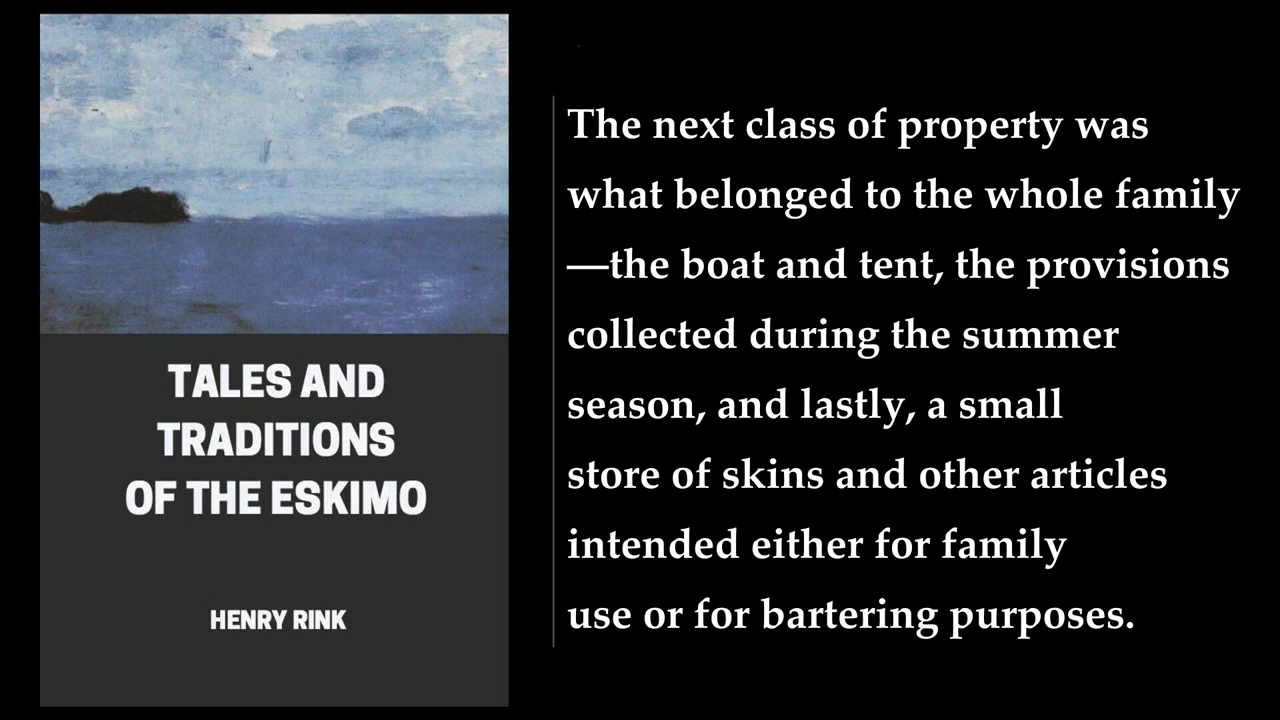 TALES AND
TRADITIONS
OF THE ESKIMO
HENRY RINK
The next class of property was
what belonged to the whole family
—the boat and tent, the provisions
collected during the summer
season, and lastly, a small
store of skins and other articles
intended either for family
use or for bartering purposes.